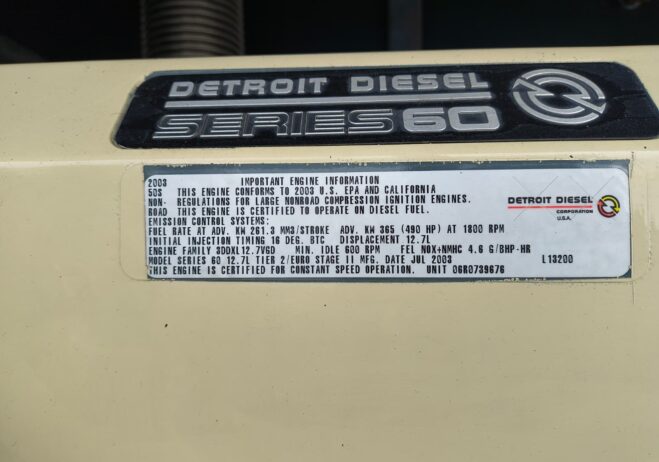 DETROIT DIESEL
SERIES 60
2003 IMPORTANT ENGINE INFORMATION
50S THIS ENGINE CONFORMS TO 2003 U.S. EPA AND CALIFORNIA
NON- REGULATIONS FOR LARGE NONROAD COMPRESSION IGNITION ENGINES.
ROAD THIS ENGINE IS CERTIFIED TO OPERATE ON DIESEL FUEL.
EMISSION CONTROL SYSTEMS:
FUEL RATE AT ADV. KW 261.3 MM3/STROKE ADV. KW 365 (490 HP) AT 1800 RPM
INITIAL INJECTION TIMING 16 DEG. BTC DISPLACEMENT 12.7L
ENGINE FAMILY 3DDXL12.7VGD MIN. IDLE 600 RPM FEL NOX+NMHC 4.6 G/BHP-HR
MODEL SERIES 60 12.7L TIER 2/EURO STAGE II MFG. DATE JUL 2003 L13200
THIS ENGINE IS CERTIFIED FOR CONSTANT SPEED OPERATION. UNIT 06R0739676
DETROIT DIESEL
CORPORATION
U.S.A.